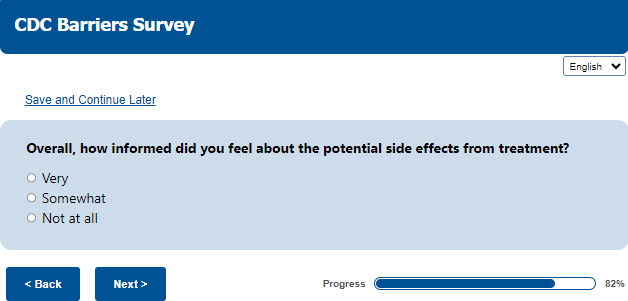 CDC Barriers Survey
English
Save and Continue Later
Overall, how informed did you feel about the potential side effects from treatment?
Very
Somewhat
Not at all
< Back
Next >
Progress
82%